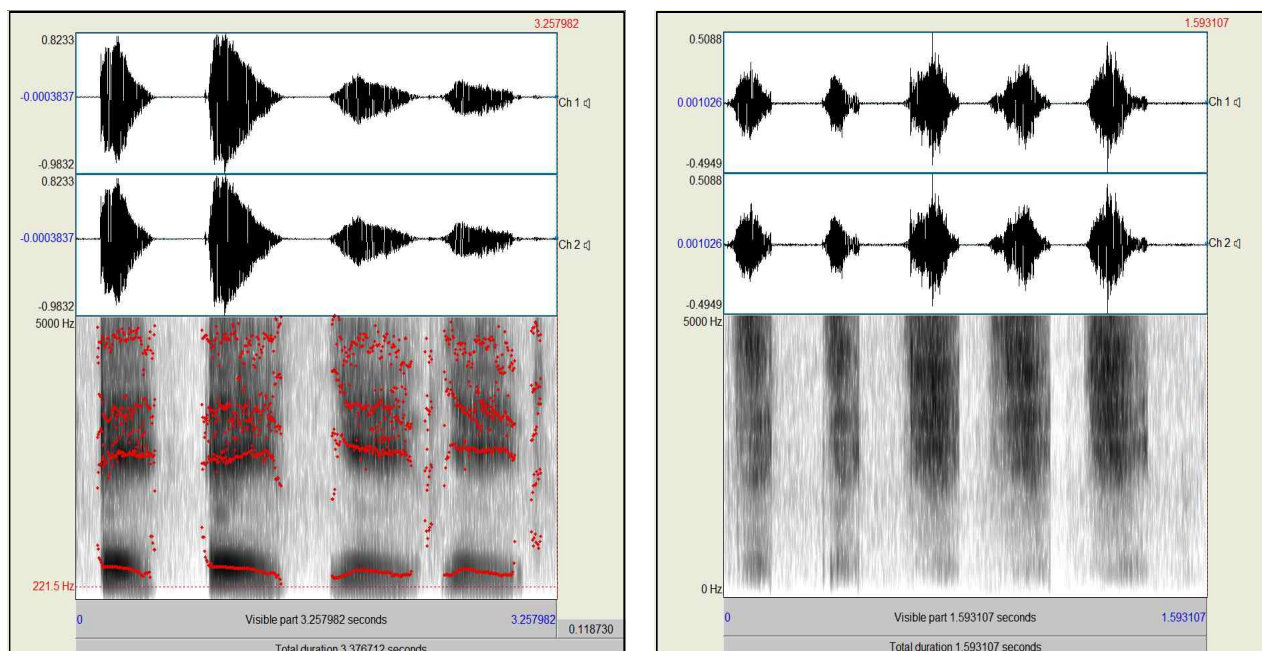 3.257982
0.8233
-0.0003837
Ch 1
-0.9832
0.8233
-0.0003837
Ch 2
-0.9832
5000 Hz
221.5 Hz
0
Visible part 3.257982 seconds
3.257982
0.118730
Total duration 3.376712 seconds
1.593107
0.5088
0.001026
Ch 1
-0.4949
0.5088
0.001026
Ch 2
-0.4949
5000 Hz
0 Hz
0
Visible part 1.593107 seconds
1.593107
Total duration 1.593107 seconds